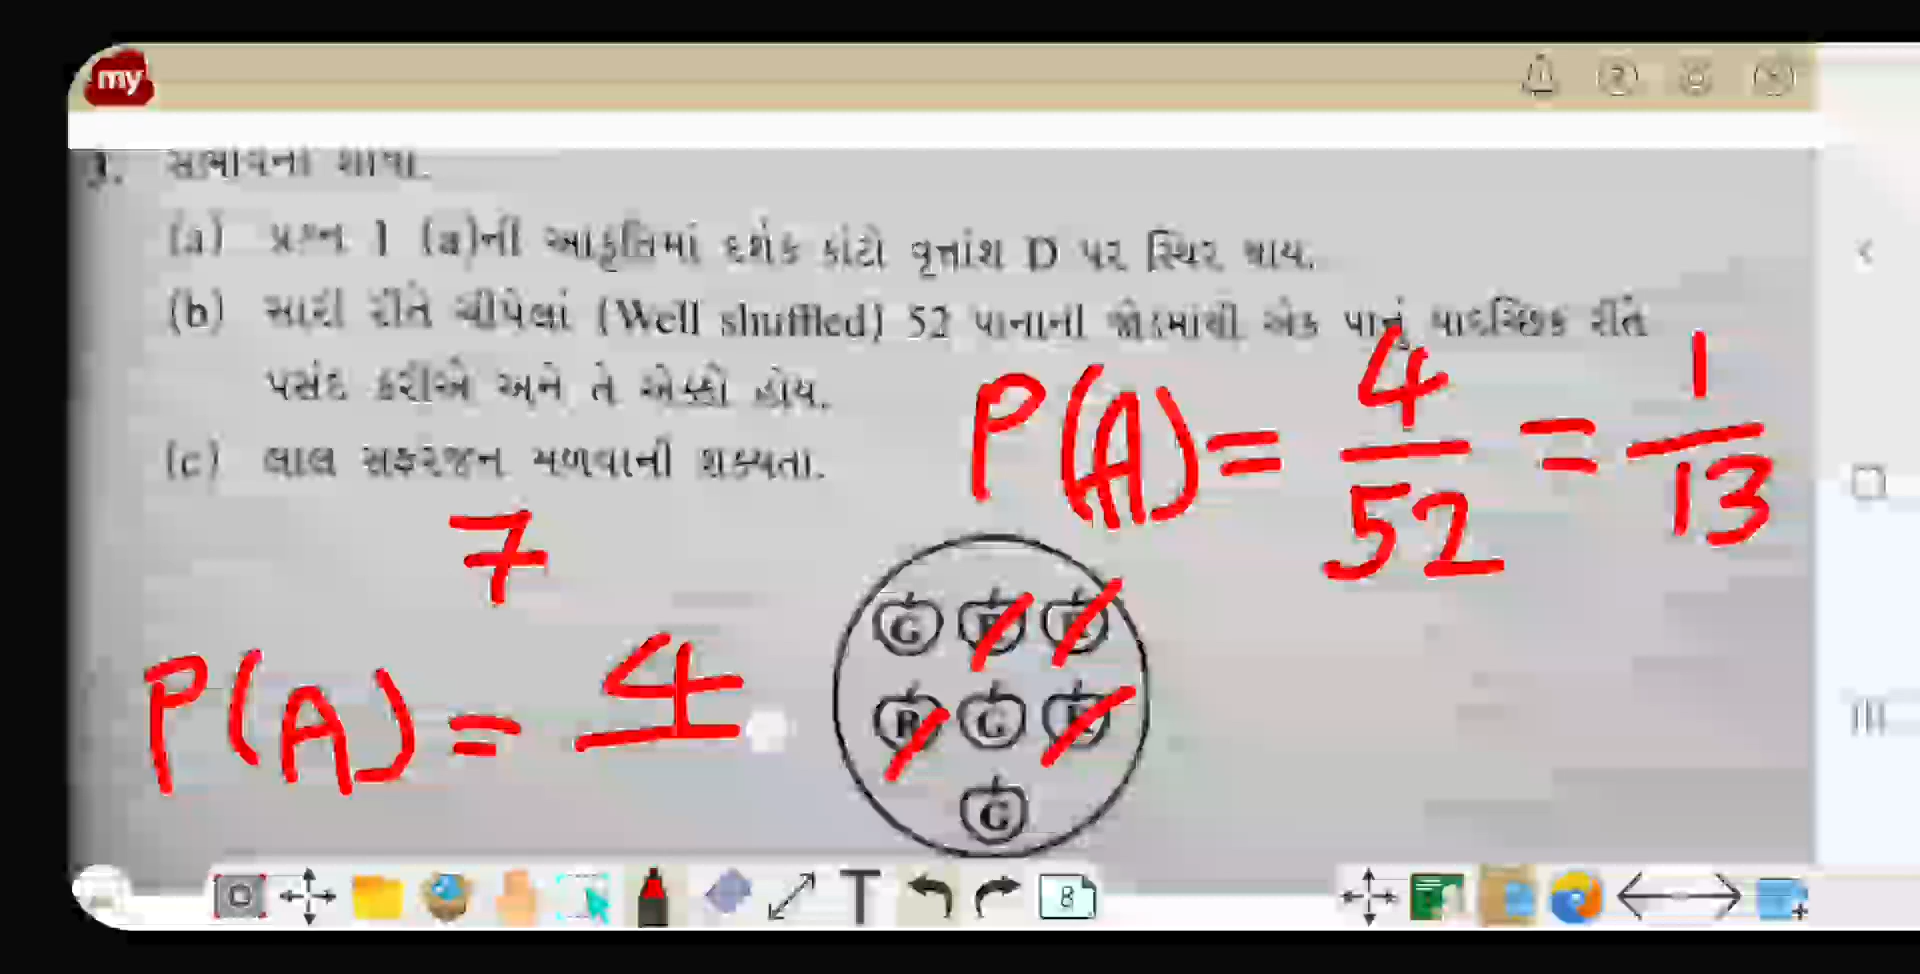 my
સંભાવના શોધો.
(a) પ્રશ્ન 1 (a)ની આકૃતિમાં દર્શક કાંટો વૃત્તાંશ D પર સ્થિર થાય.
(b) સારી રીતે ચીપેલાં (Well shuffled) 52 પાનાની જોડમાંથી એક પાનું યાદચ્છિક રીતે
પસંદ કરીએ અને તે એક્કો હોય.
P(A) = 4/52 = 1/13
(c) લાલ સફરજન મળવાની શક્યતા.
7
G R R
P(A) = 4
R G R
G
T